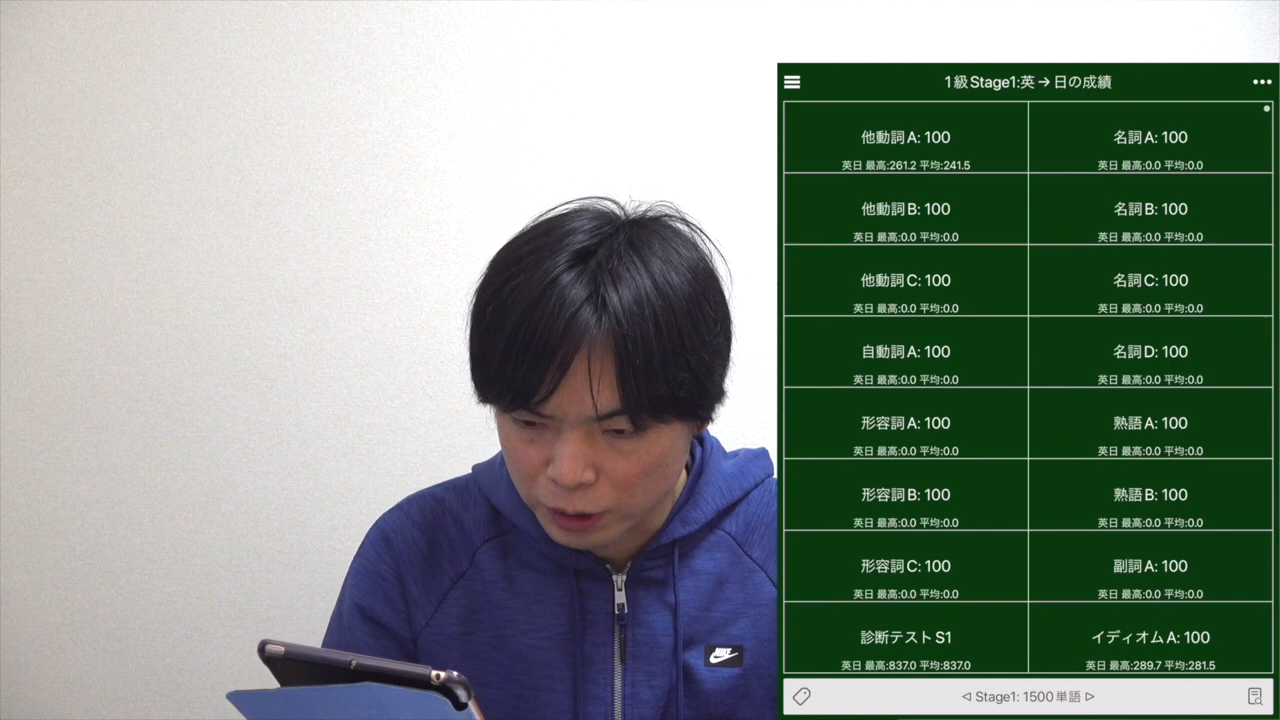 1級Stage1:英→日の成績
他動詞A: 100
英日 最高:261.2 平均:241.5
名詞A: 100
英日 最高:0.0 平均:0.0
他動詞B: 100
英日 最高:0.0 平均:0.0
名詞B: 100
英日 最高:0.0 平均:0.0
他動詞C: 100
英日 最高:0.0 平均:0.0
名詞C: 100
英日 最高:0.0 平均:0.0
自動詞A: 100
英日 最高:0.0 平均:0.0
名詞D: 100
英日 最高:0.0 平均:0.0
形容詞A: 100
英日 最高:0.0 平均:0.0
熟語A: 100
英日 最高:0.0 平均:0.0
形容詞B: 100
英日 最高:0.0 平均:0.0
熟語B: 100
英日 最高:0.0 平均:0.0
形容詞C: 100
英日 最高:0.0 平均:0.0
副詞A: 100
英日 最高:0.0 平均:0.0
診断テストS1
英日 最高:837.0 平均:837.0
イディオムA: 100
英日 最高:289.7 平均:281.5
◁ Stage1: 1500単語 ▷
NIKE